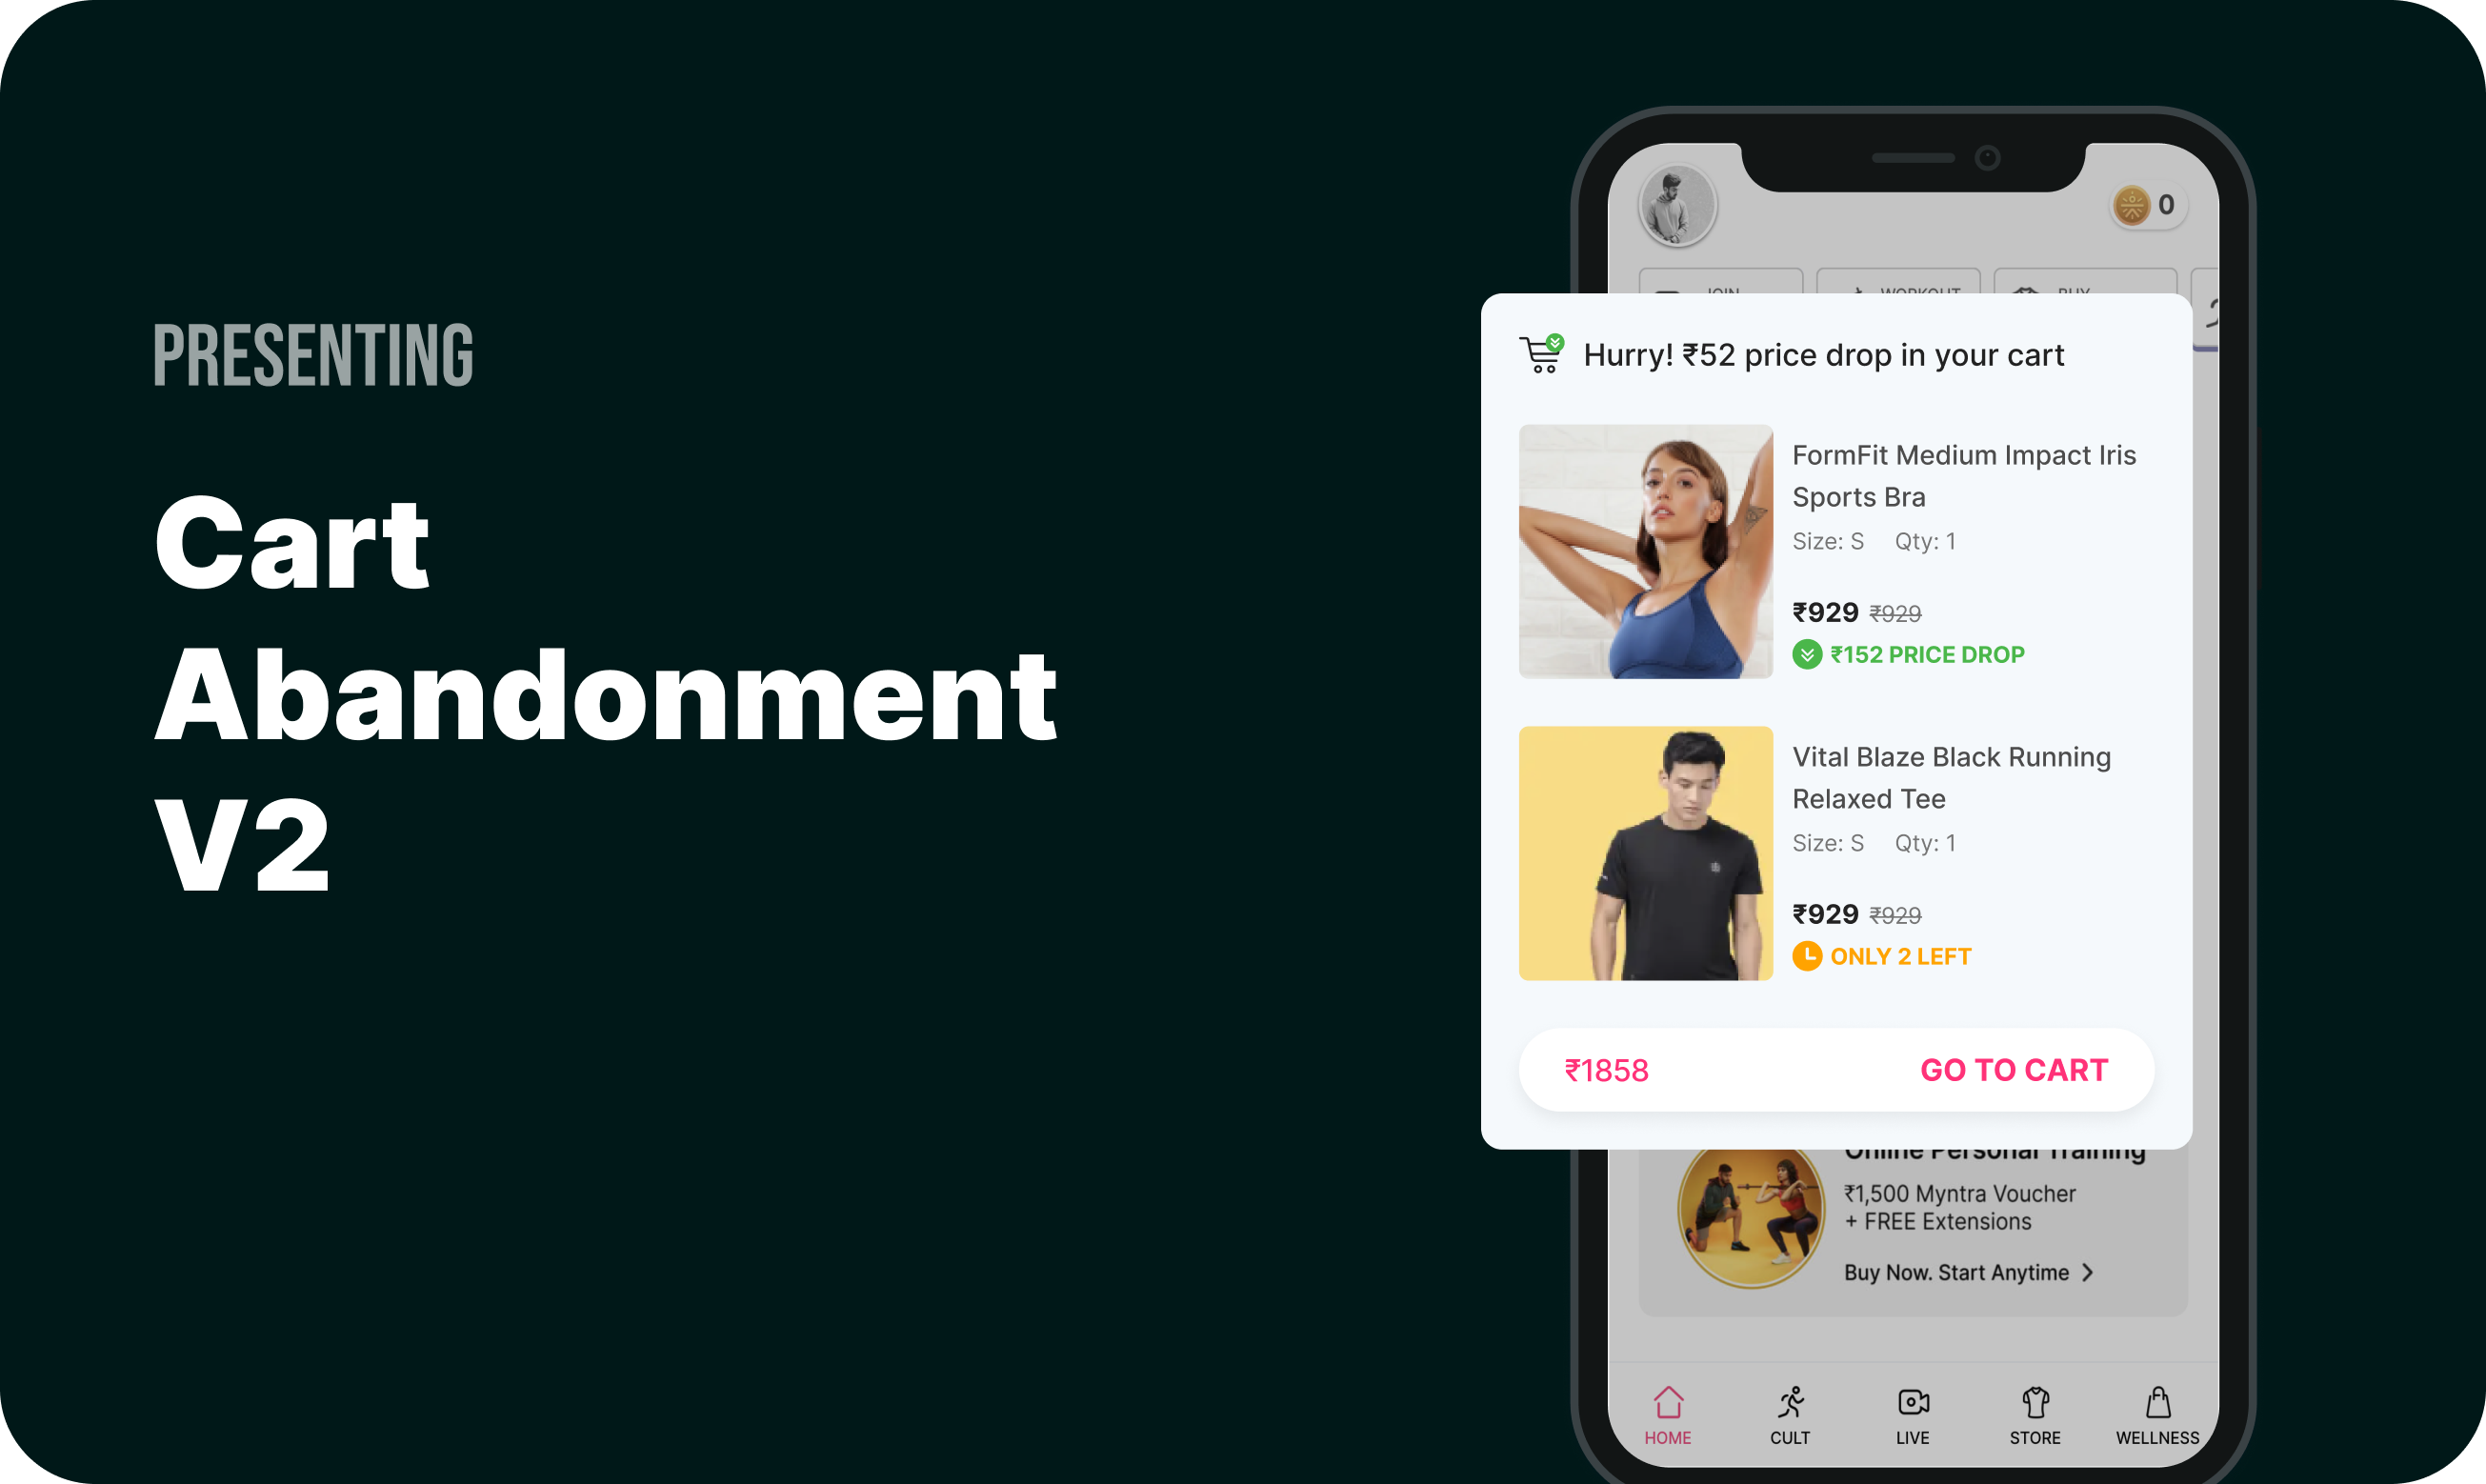 PRESENTING
Cart
Abandonment
V2
0
JOIN
WORKOUT
BUY
Hurry! ₹52 price drop in your cart
FormFit Medium Impact Iris
Sports Bra
Size: S Qty: 1
₹929 ₹929
₹152 PRICE DROP
Vital Blaze Black Running
Relaxed Tee
Size: S Qty: 1
₹929 ₹929
ONLY 2 LEFT
₹1858 GO TO CART
Online Personal Training
₹1,500 Myntra Voucher
+ FREE Extensions
Buy Now. Start Anytime
HOME CULT LIVE STORE WELLNESS